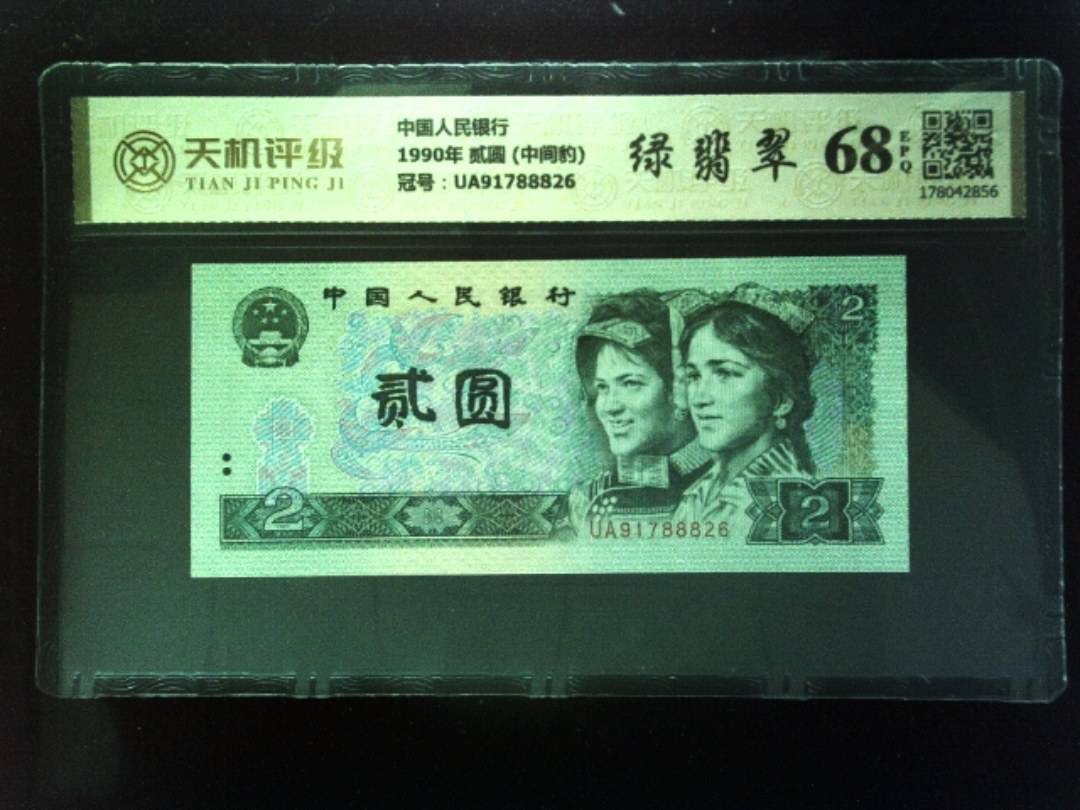 天机评级
TIAN JI PING JI
中国人民银行
1990年 贰圆 (中间豹)
冠号：UA91788826
绿翡翠
68
EPQ
178042856
中国人民银行
2
贰圆
2
UA91788826
2